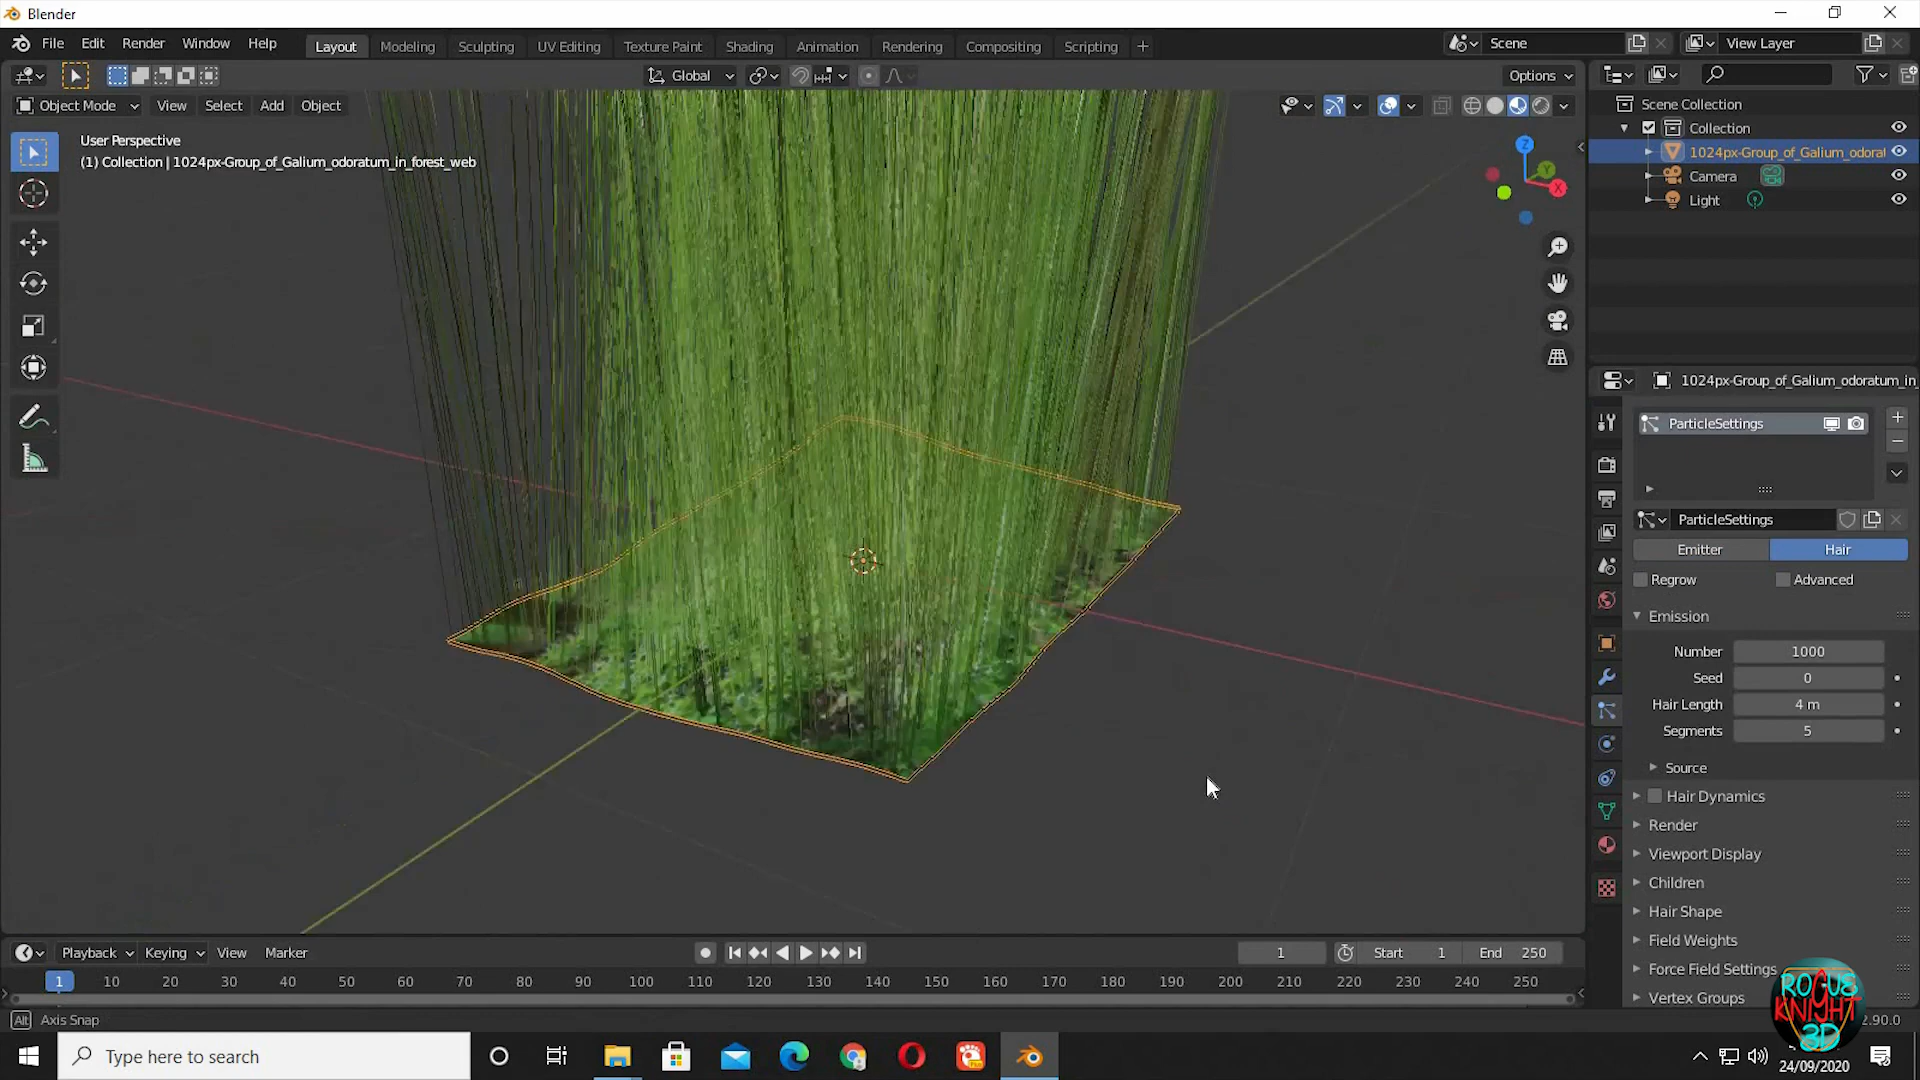 Blender
File Edit Render Window Help
Layout Modeling Sculpting UV Editing Texture Paint Shading Animation Rendering Compositing Scripting
Scene
View Layer
Global
Options
Object Mode View Select Add Object
User Perspective
(1) Collection | 1024px-Group_of_Galium_odoratum_in_forest_web
Z
Y
X
Scene Collection
Collection
1024px-Group_of_Galium_odorat
Camera
Light
1024px-Group_of_Galium_odoratum_in_
ParticleSettings
ParticleSettings
Emitter Hair
Regrow Advanced
Emission
Number 1000
Seed 0
Hair Length 4 m
Segments 5
Source
Hair Dynamics
Render
Viewport Display
Children
Hair Shape
Field Weights
Force Field Settings
Vertex Groups
Playback Keying View Marker
1 Start 1 End 250
1 10 20 30 40 50 60 70 80 90 100 110 120 130 140 150 160 170 180 190 200 210 220 230 240 250
Alt Axis Snap
2.90.0
ROGUE
KNIGHT
3D
Type here to search
24/09/2020